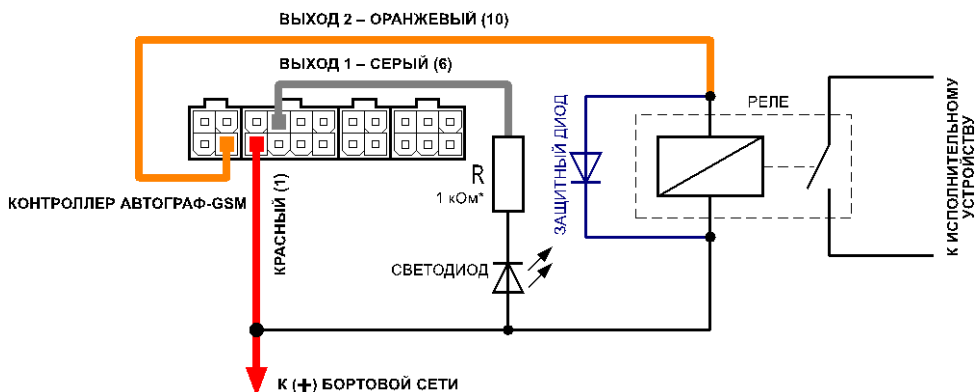 ВЫХОД 2 – ОРАНЖЕВЫЙ (10)
ВЫХОД 1 – СЕРЫЙ (6)
РЕЛЕ
ЗАЩИТНЫЙ ДИОД
К ИСПОЛНИТЕЛЬНОМУ
УСТРОЙСТВУ
R
1 кОм*
КОНТРОЛЛЕР АВТОГРАФ-GSM
КРАСНЫЙ (1)
СВЕТОДИОД
К (+) БОРТОВОЙ СЕТИ